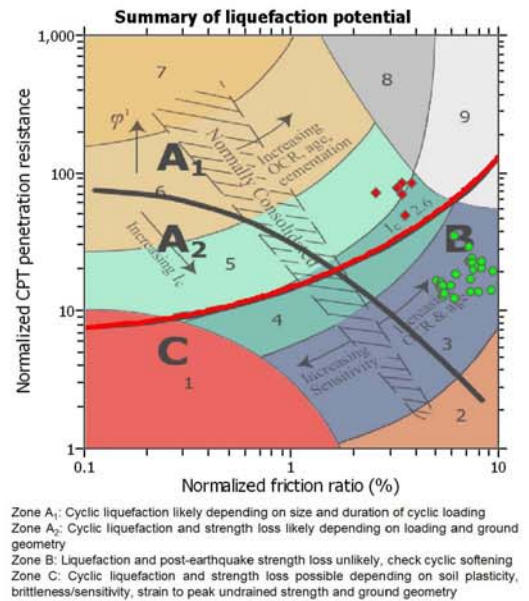 Summary of liquefaction potential
1,000
7
8
9
φ'
Increasing
OCR, age,
cementation
Normally Consolidated
A1
100
6
Ic = 2.6
A2
B
Increasing Ic
5
10
4
Increasing
OCR & age
3
C
1
Increasing
Sensitivity
2
1
0.1
1
10
Normalized CPT penetration resistance
Normalized friction ratio (%)
Zone A1: Cyclic liquefaction likely depending on size and duration of cyclic loading
Zone A2: Cyclic liquefaction and strength loss likely depending on loading and ground
geometry
Zone B: Liquefaction and post-earthquake strength loss unlikely, check cyclic softening
Zone C: Cyclic liquefaction and strength loss possible depending on soil plasticity,
brittleness/sensitivity, strain to peak undrained strength and ground geometry